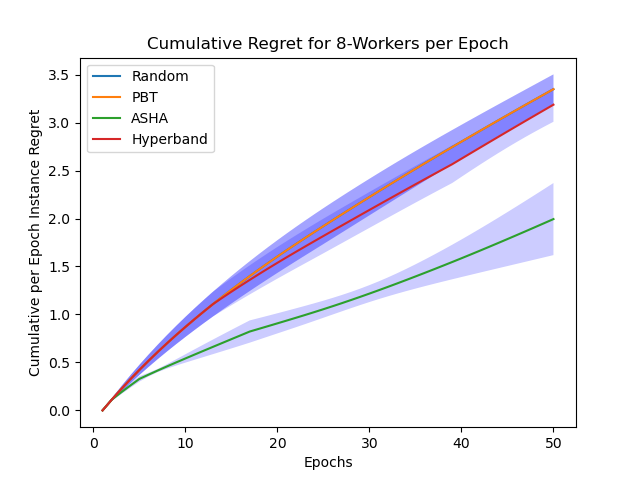 Cumulative Regret for 8-Workers per Epoch
Cumulative per Epoch Instance Regret
3.5
3.0
2.5
2.0
1.5
1.0
0.5
0.0
Random
PBT
ASHA
Hyperband
0
10
20
30
40
50
Epochs